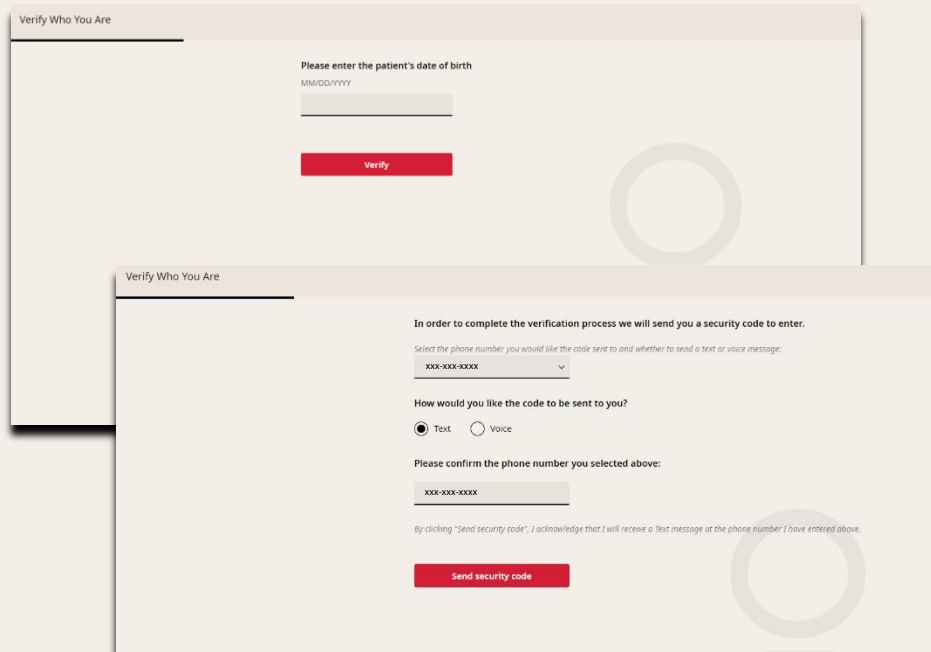 Verify Who You Are
Please enter the patient's date of birth
MM/DD/YYYY
Verify
Verify Who You Are
In order to complete the verification process we will send you a security code to enter.
Select the phone number you would like the code sent to and whether to send a text or voice message:
xxx-xxx-xxxx
How would you like the code to be sent to you?
Text Voice
Please confirm the phone number you selected above:
xxx-xxx-xxxx
By clicking "Send security code", I acknowledge that I will receive a Text message at the phone number I have entered above.
Send security code